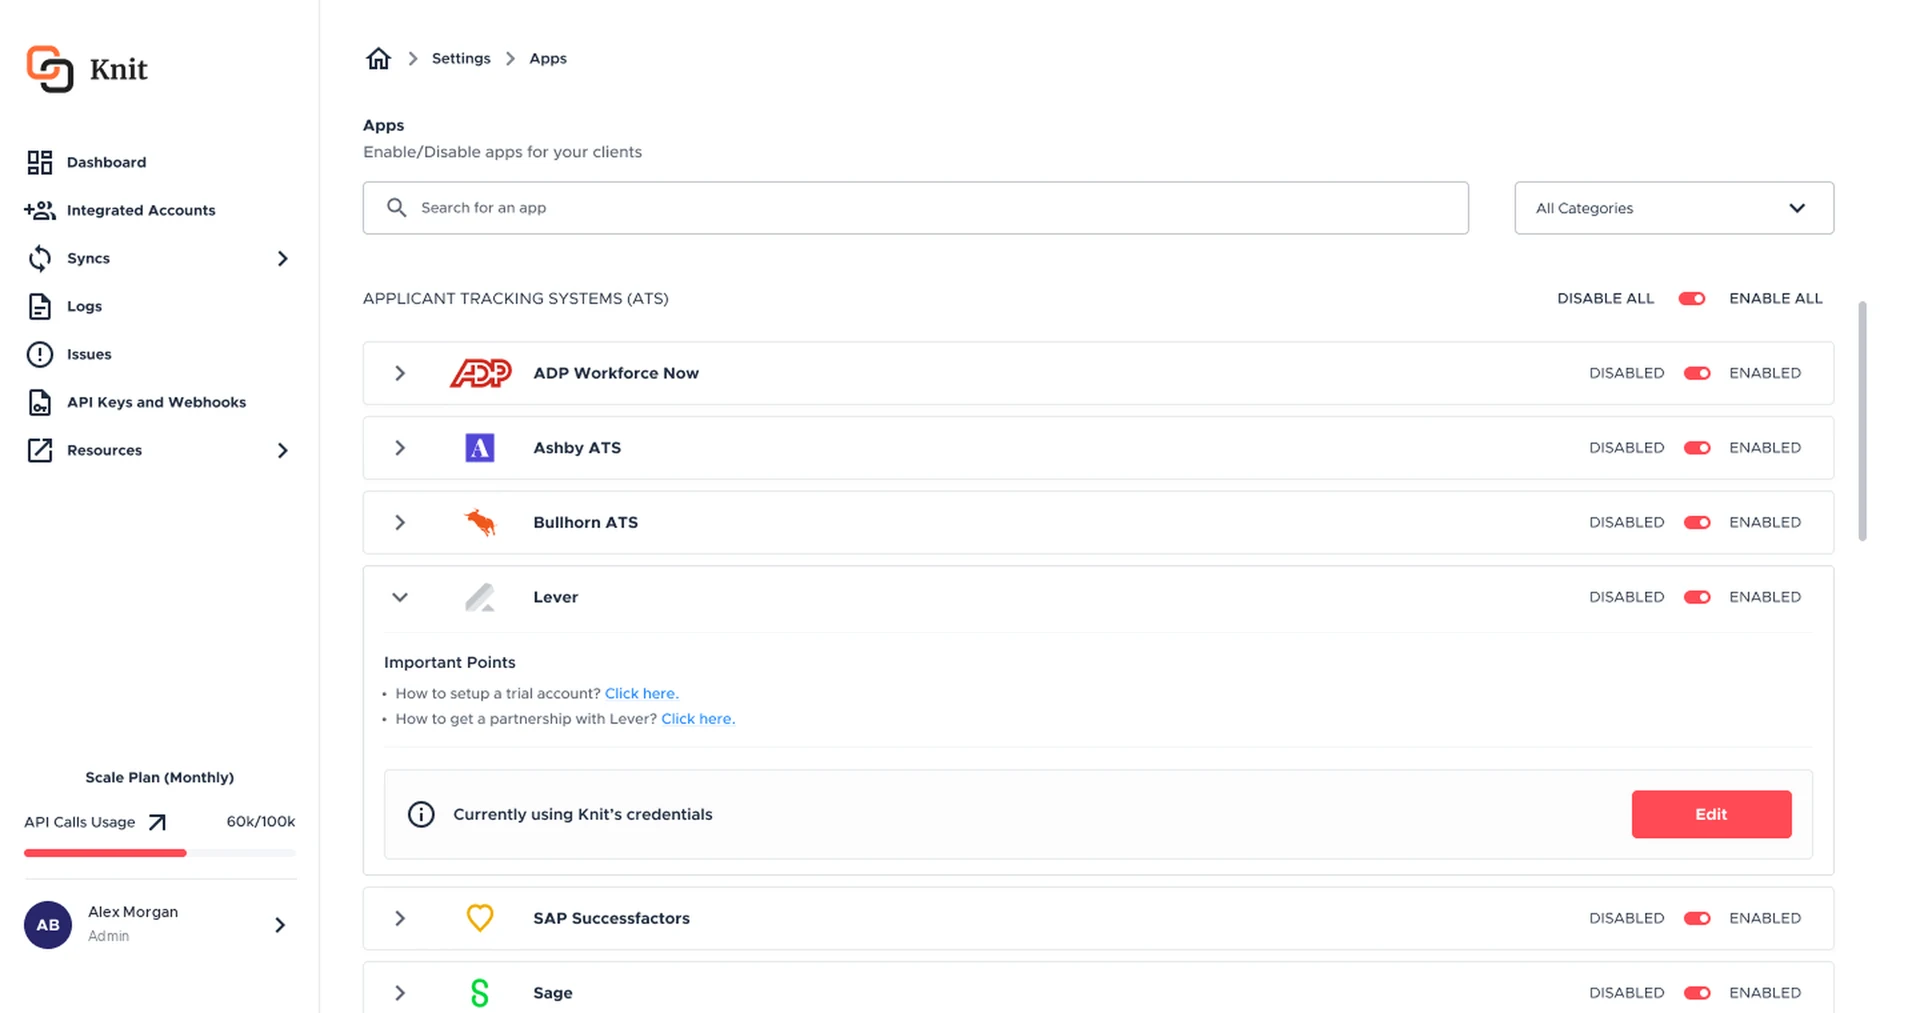 Knit
Dashboard
Integrated Accounts
Syncs
Logs
Issues
API Keys and Webhooks
Resources
Scale Plan (Monthly)
API Calls Usage 60k/100k
AB
Alex Morgan
Admin
Settings Apps
Apps
Enable/Disable apps for your clients
Search for an app
All Categories
APPLICANT TRACKING SYSTEMS (ATS) DISABLE ALL ENABLE ALL
ADP ADP Workforce Now DISABLED ENABLED
A Ashby ATS DISABLED ENABLED
Bullhorn ATS DISABLED ENABLED
Lever DISABLED ENABLED
Important Points
• How to setup a trial account? Click here.
• How to get a partnership with Lever? Click here.
Currently using Knit’s credentials Edit
SAP Successfactors DISABLED ENABLED
S Sage DISABLED ENABLED